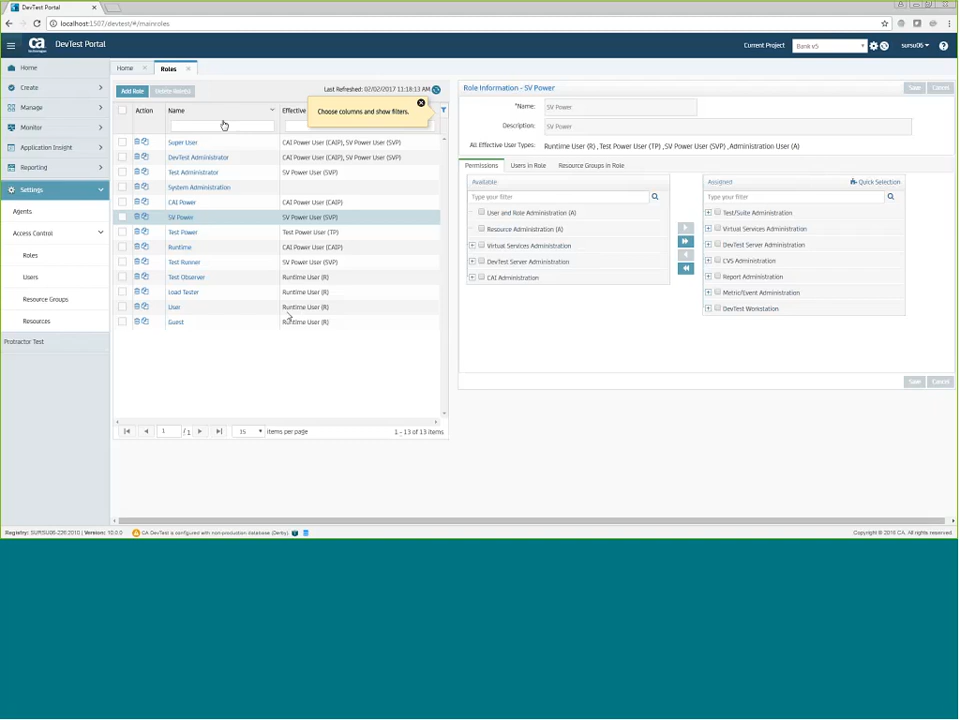 DevTest Portal
localhost:1507/devtest/#/mainroles
ca
technologies
DevTest Portal
Current Project
Bank v5
sursu06
Home
Create
Manage
Monitor
Application Insight
Reporting
Settings
Agents
Access Control
Roles
Users
Resource Groups
Resources
Protractor Test
Home
Roles
Add Role
Delete Role(s)
Last Refreshed: 02/02/2017 11:18:13 AM
Choose columns and show filters.
Action Name Effective
Super User CAI Power User (CAIP), SV Power User (SVP)
DevTest Administrator CAI Power User (CAIP), SV Power User (SVP)
Test Administrator SV Power User (SVP)
System Administration
CAI Power CAI Power User (CAIP)
SV Power SV Power User (SVP)
Test Power Test Power User (TP)
Runtime CAI Power User (CAIP)
Test Runner SV Power User (SVP)
Test Observer Runtime User (R)
Load Tester Runtime User (R)
User Runtime User (R)
Guest Runtime User (R)
1 / 1 15 items per page 1 - 13 of 13 items
Role Information - SV Power
Save Cancel
*Name: SV Power
Description: SV Power
All Effective User Types: Runtime User (R) , Test Power User (TP) , SV Power User (SVP) , Administration User (A)
Permissions Users in Role Resource Groups in Role
Available
Type your filter
User and Role Administration (A)
Resource Administration (A)
Virtual Services Administration
DevTest Server Administration
CAI Administration
Assigned
Quick Selection
Type your filter
Test/Suite Administration
Virtual Services Administration
DevTest Server Administration
CVS Administration
Report Administration
Metric/Event Administration
DevTest Workstation
Save Cancel
Registry: SURSU06-226:2010 | Version: 10.0.0
CA DevTest is configured with non-production database (Derby).
Copyright © 2016 CA. All rights reserved.